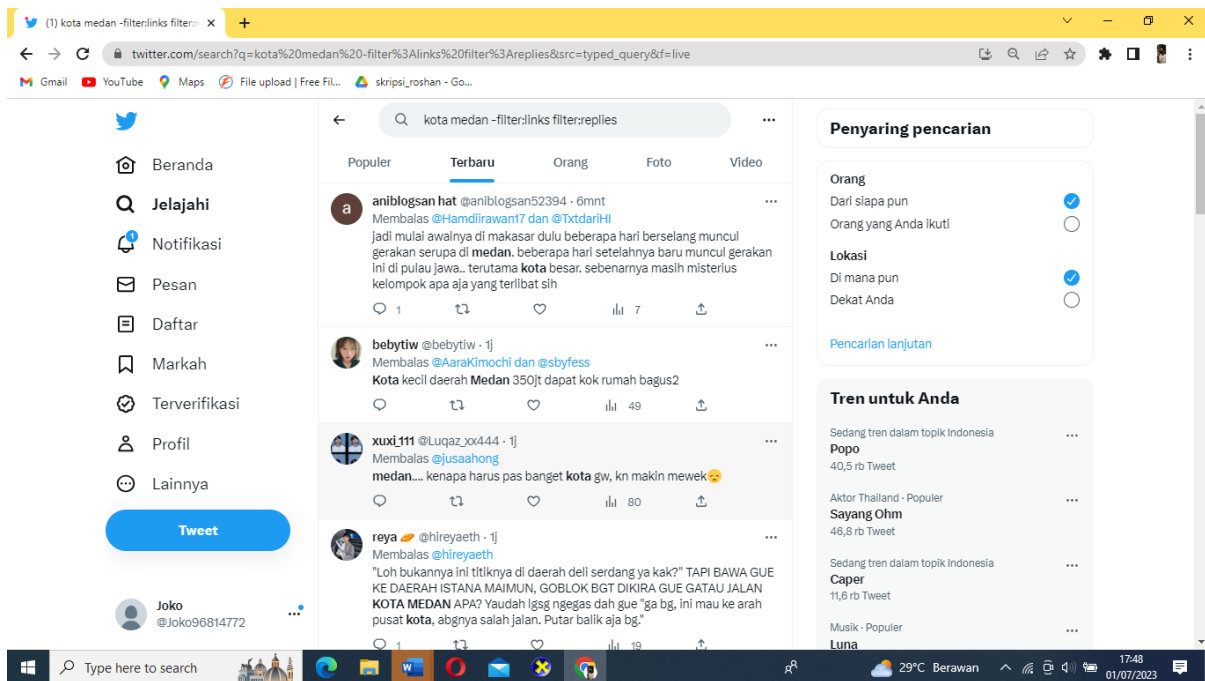 (1) kota medan -filter:links filter:r
twitter.com/search?q=kota%20medan%20-filter%3Alinks%20filter%3Areplies&src=typed_query&f=live
Gmail
YouTube
Maps
File upload | Free Fil...
skripsi_roshan - Go...
Beranda
Jelajahi
1
Notifikasi
Pesan
Daftar
Markah
Terverifikasi
Profil
Lainnya
Tweet
Joko
@Joko96814772
kota medan -filter:links filter:replies
Populer
Terbaru
Orang
Foto
Video
a
aniblogsan hat @aniblogsan52394 · 6mnt
Membalas @Hamdiirawan17 dan @TxtdariHI
jadi mulai awalnya di makasar dulu beberapa hari berselang muncul
gerakan serupa di medan. beberapa hari setelahnya baru muncul gerakan
ini di pulau jawa.. terutama kota besar. sebenarnya masih misterius
kelempok apa aja yang terlibat sih
1 7
bebytiw @bebytiw · 1j
Membalas @AaraKimochi dan @sbyfess
Kota kecil daerah Medan 350jt dapat kok rumah bagus2
49
xuxi_111 @Luqaz_xx444 · 1j
Membalas @jusaahong
medan.... kenapa harus pas banget kota gw, kn makin mewek😞
80
reya @hireyaeth · 1j
Membalas @hireyaeth
"Loh bukannya ini titiknya di daerah deli serdang ya kak?" TAPI BAWA GUE
KE DAERAH ISTANA MAIMUN, GOBLOK BGT DIKIRA GUE GATAU JALAN
KOTA MEDAN APA? Yaudah lgsg ngegas dah gue "ga bg, ini mau ke arah
pusat kota, abgnya salah jalan. Putar balik aja bg."
1 19
Penyaring pencarian
Orang
Dari siapa pun
Orang yang Anda ikuti
Lokasi
Di mana pun
Dekat Anda
Pencarian lanjutan
Tren untuk Anda
Sedang tren dalam topik Indonesia
Popo
40,5 rb Tweet
Aktor Thailand · Populer
Sayang Ohm
46,8 rb Tweet
Sedang tren dalam topik Indonesia
Caper
11,6 rb Tweet
Musik · Populer
Luna
Type here to search
29°C Berawan
17:48
01/07/2023